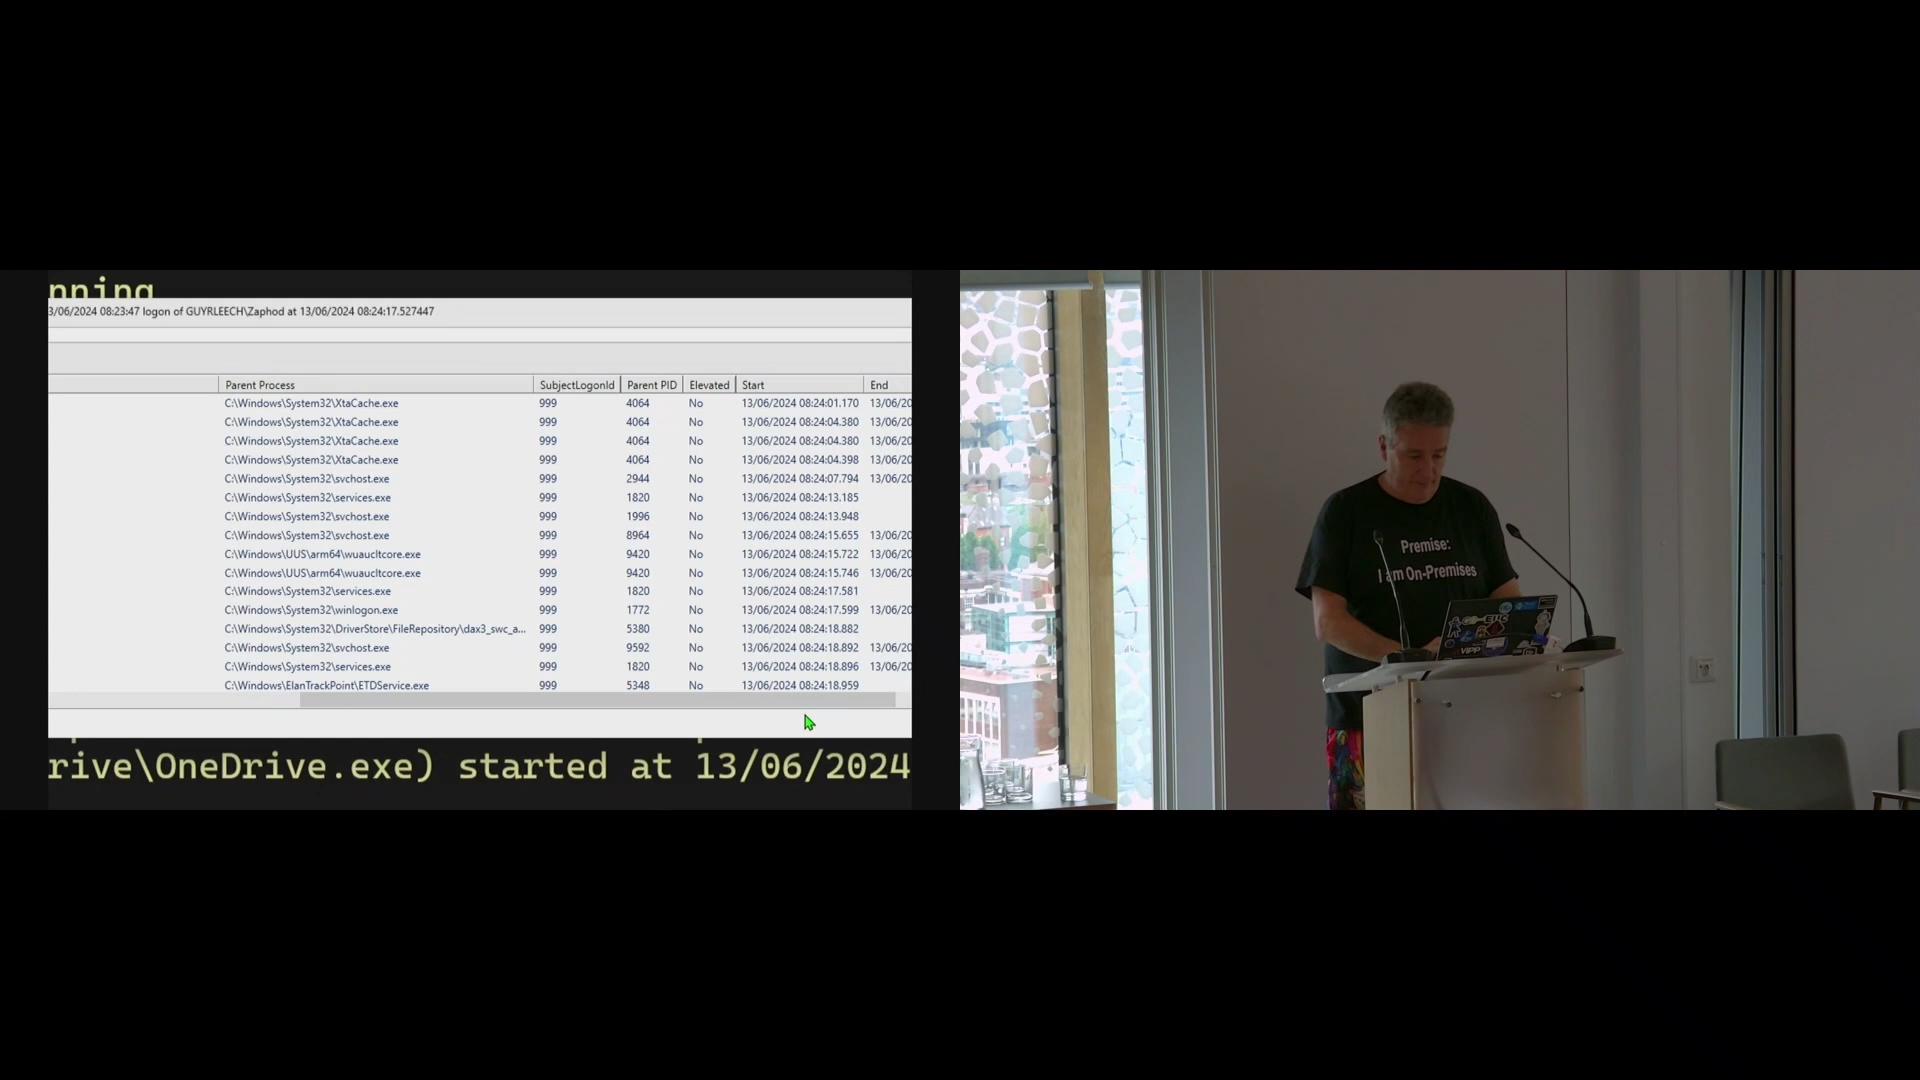 nning
3/06/2024 08:23:47 logon of GUYRLEECH\Zaphod at 13/06/2024 08:24:17.527447
Parent Process SubjectLogonId Parent PID Elevated Start End
C:\Windows\System32\XtaCache.exe 999 4064 No 13/06/2024 08:24:01.170 13/06/20
C:\Windows\System32\XtaCache.exe 999 4064 No 13/06/2024 08:24:04.380 13/06/20
C:\Windows\System32\XtaCache.exe 999 4064 No 13/06/2024 08:24:04.380 13/06/20
C:\Windows\System32\XtaCache.exe 999 4064 No 13/06/2024 08:24:04.398 13/06/20
C:\Windows\System32\svchost.exe 999 2944 No 13/06/2024 08:24:07.794 13/06/20
C:\Windows\System32\services.exe 999 1820 No 13/06/2024 08:24:13.185
C:\Windows\System32\svchost.exe 999 1996 No 13/06/2024 08:24:13.948
C:\Windows\System32\svchost.exe 999 8964 No 13/06/2024 08:24:15.655 13/06/20
C:\Windows\UUS\arm64\wuaucltcore.exe 999 9420 No 13/06/2024 08:24:15.722 13/06/20
C:\Windows\UUS\arm64\wuaucltcore.exe 999 9420 No 13/06/2024 08:24:15.746 13/06/20
C:\Windows\System32\services.exe 999 1820 No 13/06/2024 08:24:17.581
C:\Windows\System32\winlogon.exe 999 1772 No 13/06/2024 08:24:17.599 13/06/20
C:\Windows\System32\DriverStore\FileRepository\dax3_swc_a... 999 5380 No 13/06/2024 08:24:18.882
C:\Windows\System32\svchost.exe 999 9592 No 13/06/2024 08:24:18.892 13/06/20
C:\Windows\System32\services.exe 999 1820 No 13/06/2024 08:24:18.896 13/06/20
C:\Windows\ElanTrackPoint\ETDService.exe 999 5348 No 13/06/2024 08:24:18.959
rive\OneDrive.exe) started at 13/06/2024
Premise:
I am On-Premises
VIPP